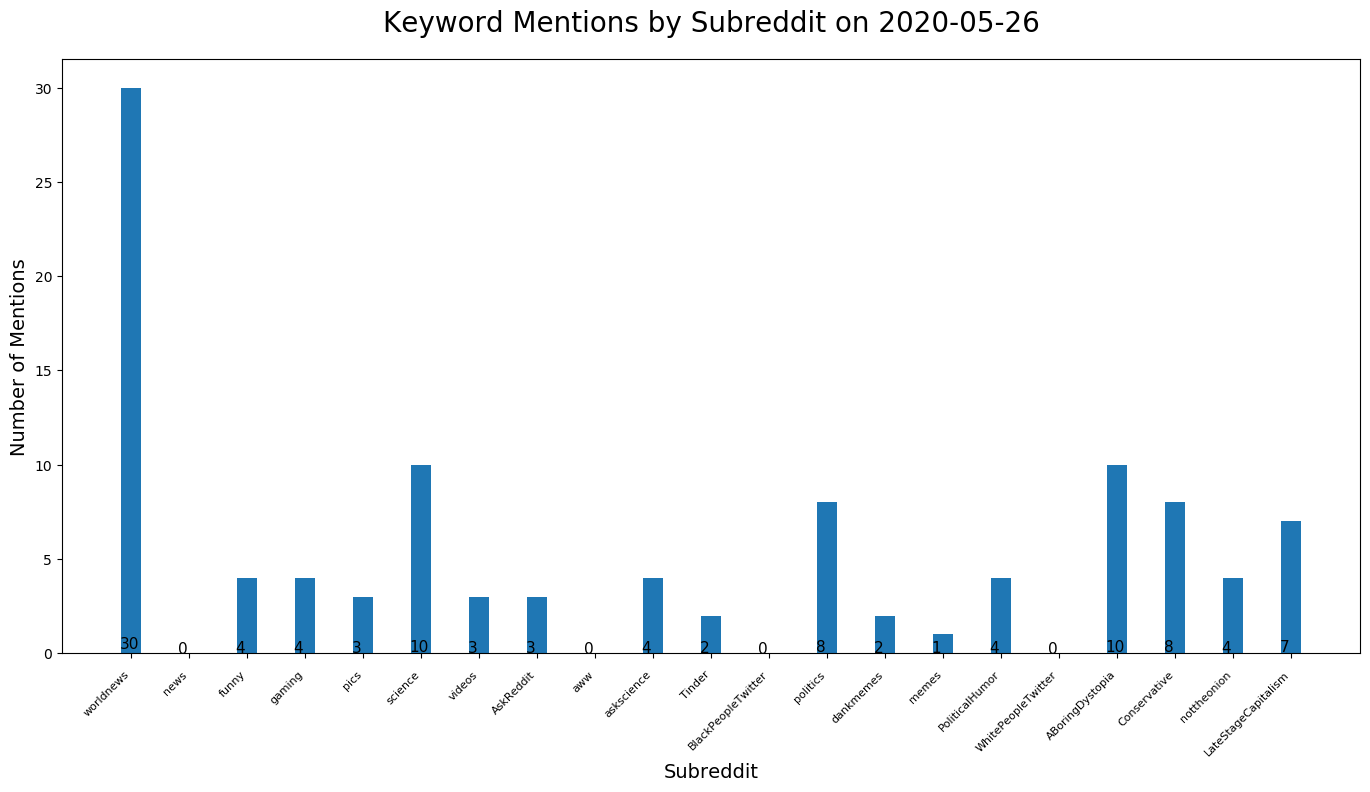 Keyword Mentions by Subreddit on 2020-05-26
Number of Mentions
30
25
20
15
10
5
0
30 0 4 4 3 10 3 3 0 4 2 0 8 2 1 4 0 10 8 4 7
worldnews news funny gaming pics science videos AskReddit aww askscience Tinder BlackPeopleTwitter politics dankmemes memes PoliticalHumor WhitePeopleTwitter ABoringDystopia Conservative nottheonion LateStageCapitalism
Subreddit